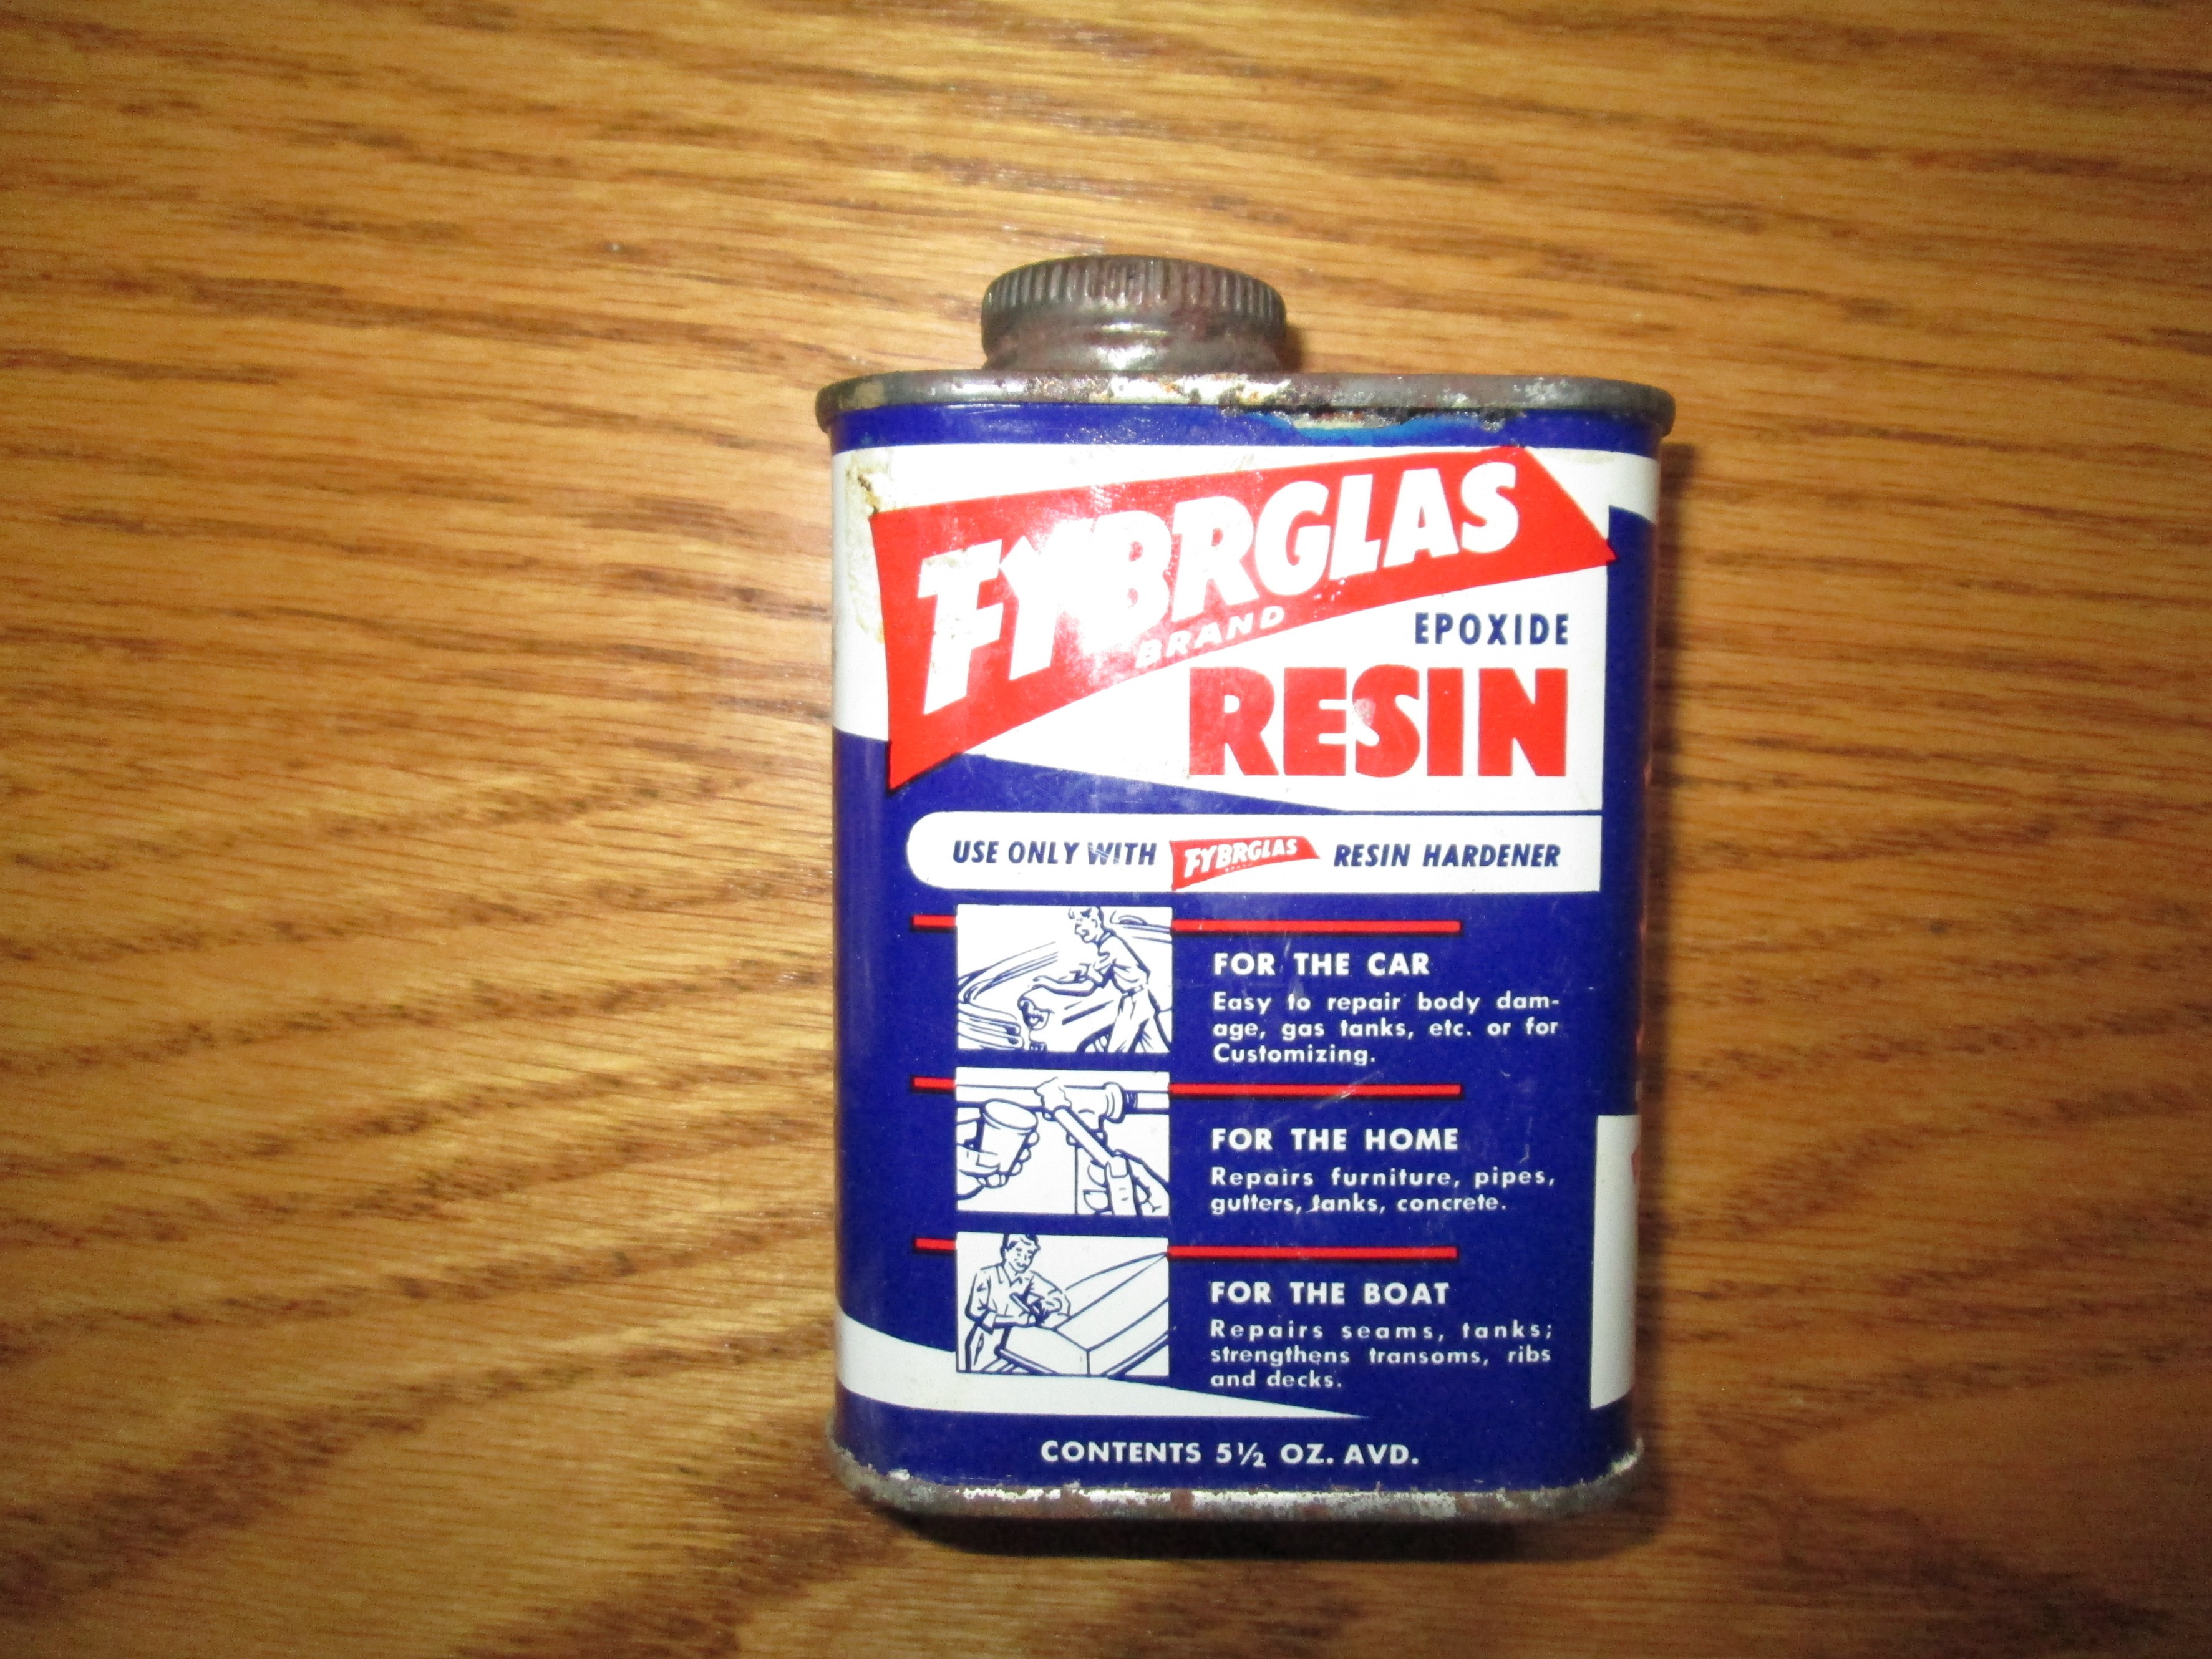 FYBRGLAS
BRAND
EPOXIDE
RESIN
USE ONLY WITH FYBRGLAS RESIN HARDENER
FOR THE CAR
Easy to repair body dam-
age, gas tanks, etc. or for
Customizing.
FOR THE HOME
Repairs furniture, pipes,
gutters, tanks, concrete.
FOR THE BOAT
Repairs seams, tanks;
strengthens transoms, ribs
and decks.
CONTENTS 5½ OZ. AVD.